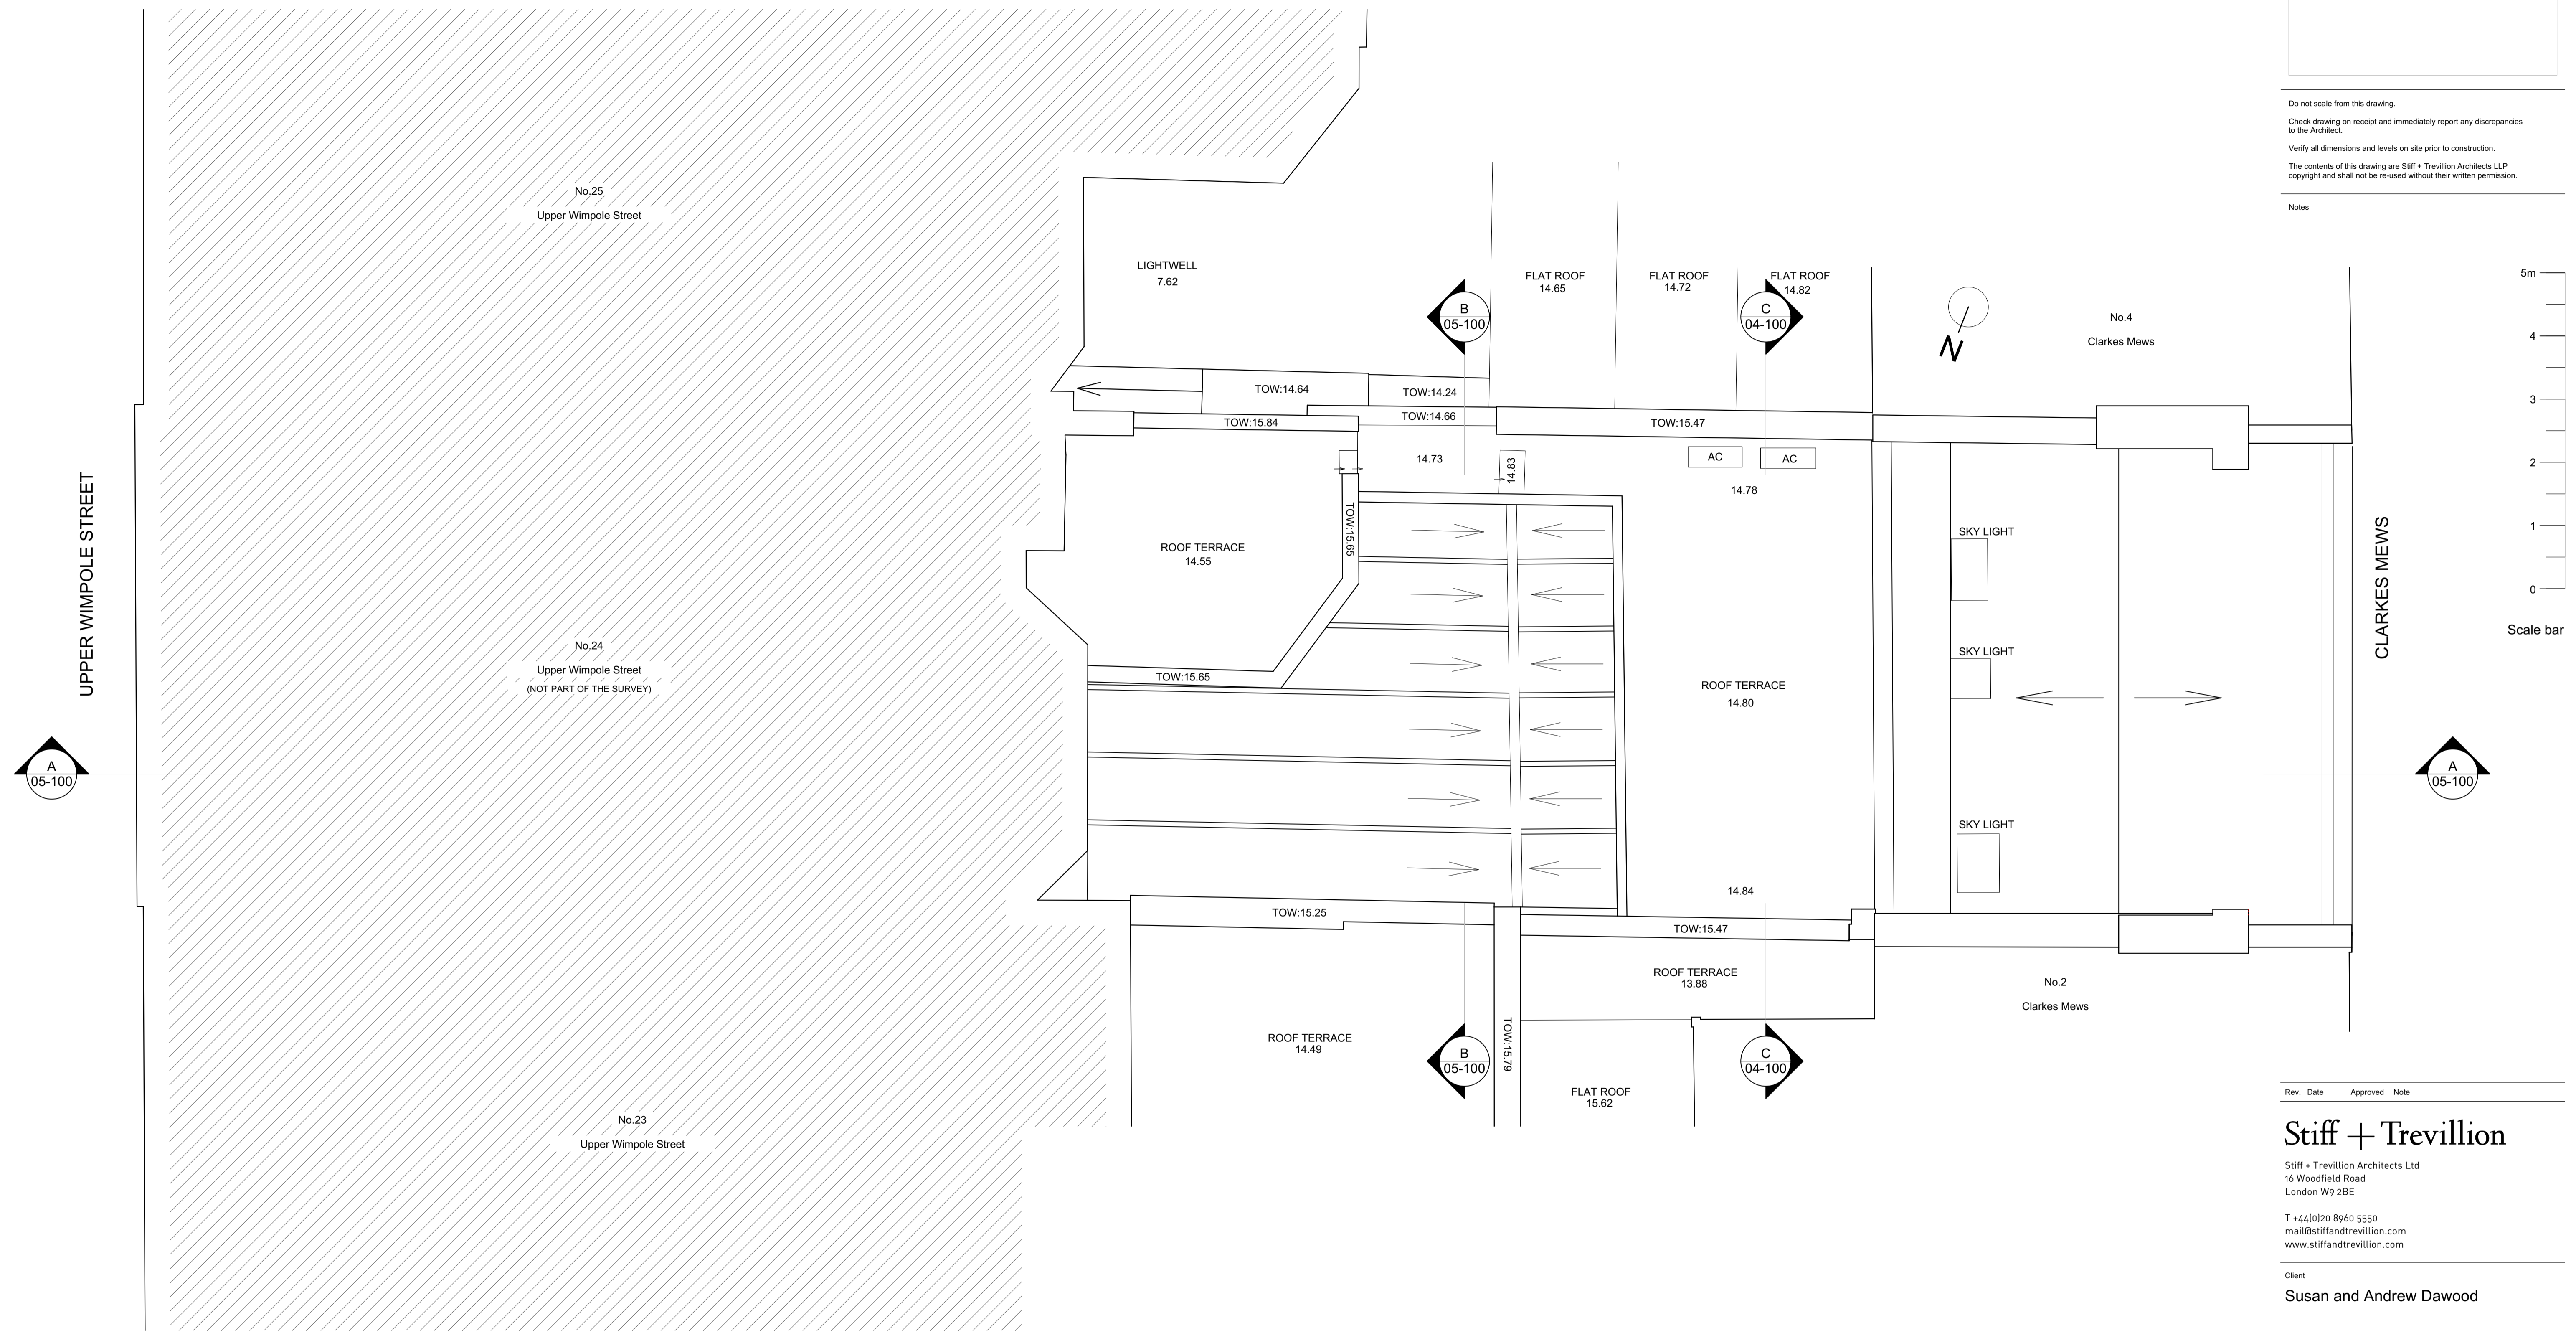 Do not scale from this drawing.
Check drawing on receipt and immediately report any discrepancies
to the Architect.
Verify all dimensions and levels on site prior to construction.
The contents of this drawing are Stiff + Trevillion Architects LLP
copyright and shall not be re-used without their written permission.
Notes
No.25
Upper Wimpole Street
LIGHTWELL
7.62
FLAT ROOF
14.65
FLAT ROOF
14.72
FLAT ROOF
14.82
B
05-100
C
04-100
N
No.4
Clarkes Mews
5m
4
3
2
1
0
Scale bar
TOW:14.64
TOW:14.24
TOW:14.66
TOW:15.84
TOW:15.47
14.73
14.83
AC
AC
14.78
UPPER WIMPOLE STREET
CLARKES MEWS
TOW:15.65
ROOF TERRACE
14.55
SKY LIGHT
No.24
Upper Wimpole Street
(NOT PART OF THE SURVEY)
TOW:15.65
SKY LIGHT
ROOF TERRACE
14.80
A
05-100
A
05-100
SKY LIGHT
14.84
TOW:15.25
TOW:15.47
ROOF TERRACE
13.88
No.2
Clarkes Mews
ROOF TERRACE
14.49
TOW:15.79
B
05-100
C
04-100
FLAT ROOF
15.62
No.23
Upper Wimpole Street
Rev. Date Approved Note
Stiff + Trevillion
Stiff + Trevillion Architects Ltd
16 Woodfield Road
London W9 2BE
T +44(0)20 8960 5550
mail@stiffandtrevillion.com
www.stiffandtrevillion.com
Client
Susan and Andrew Dawood